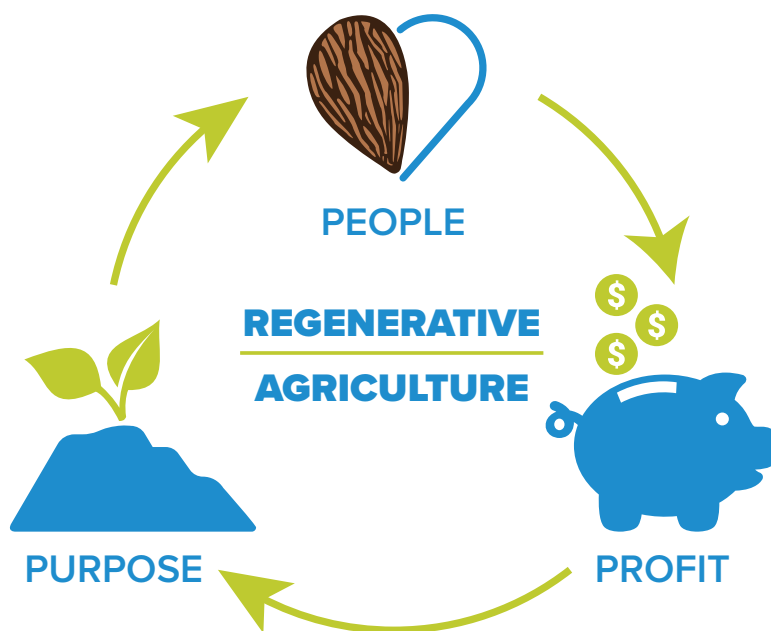 PEOPLE
REGENERATIVE
AGRICULTURE
$
$
$
PURPOSE
PROFIT